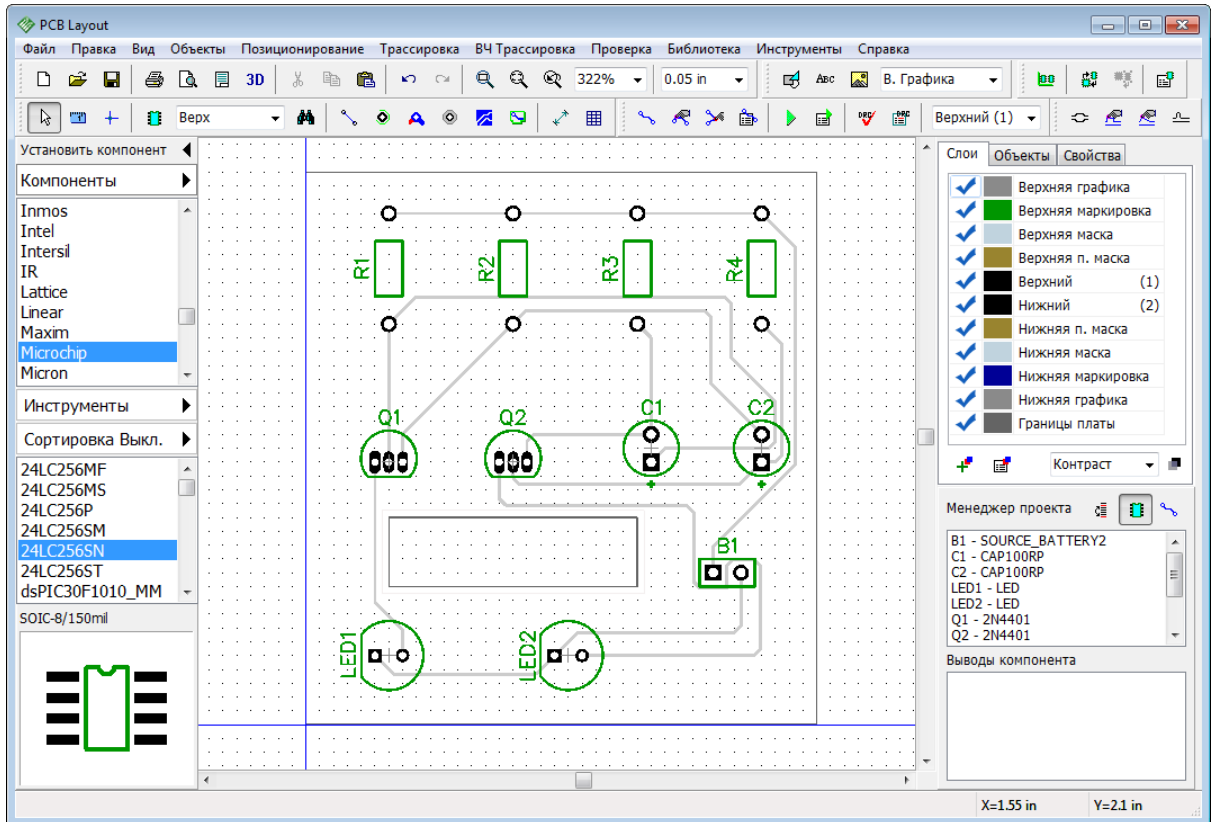 PCB Layout
Файл Правка Вид Объекты Позиционирование Трассировка ВЧ Трассировка Проверка Библиотека Инструменты Справка
3D 322% 0.05 in ABC В. Графика
Верх DRC DRC Верхний (1)
Установить компонент
Компоненты
Inmos
Intel
Intersil
IR
Lattice
Linear
Maxim
Microchip
Micron
Инструменты
Сортировка Выкл.
24LC256MF
24LC256MS
24LC256P
24LC256SM
24LC256SN
24LC256ST
dsPIC30F1010_MM
SOIC-8/150mil
R1 R2 R3 R4
Q1 Q2 C1 C2
B1
LED1 LED2
Слои Объекты Свойства
Верхняя графика
Верхняя маркировка
Верхняя маска
Верхняя п. маска
Верхний (1)
Нижний (2)
Нижняя п. маска
Нижняя маска
Нижняя маркировка
Нижняя графика
Границы платы
Контраст
Менеджер проекта
B1 - SOURCE_BATTERY2
C1 - CAP100RP
C2 - CAP100RP
LED1 - LED
LED2 - LED
Q1 - 2N4401
Q2 - 2N4401
Выводы компонента
X=1.55 in Y=2.1 in